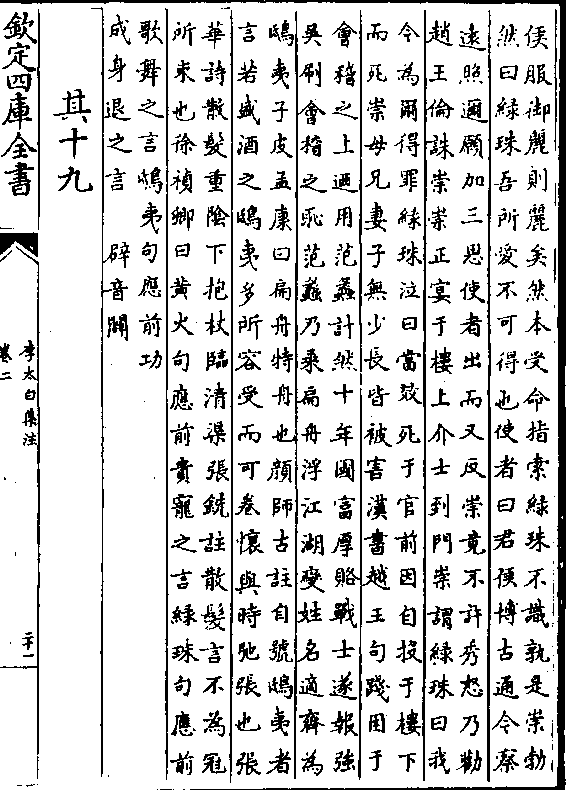 侯服御麗則麗矣然本受命指索緑珠不識孰是崇勃
然曰緑珠吾所愛不可得也使者曰君侯博古通今察
逺照邇願加三思使者出而又反崇竟不許秀怒乃勸
趙王倫誅崇崇正宴于樓上介士到門崇謂緑珠曰我
今為爾得罪緑珠泣曰當效死于官前因自投于樓下
而死崇母兄妻子無少長皆被害漢書越王句踐困于
會稽之上廼用范蠡計然十年國富厚賂戰士遂報強
吳刷會稽之恥范蠡乃乗扁舟浮江湖變姓名適齊為
鴟夷子皮孟康曰扁舟特舟也顔師古註自號鴟夷者
言若盛酒之鴟夷多所容受而可卷懷與時弛張也張
華詩散髮重隂下抱杖臨清渠張銑註散髮言不為冠
所束也徐禎卿曰黄犬句應前貴寵之言緑珠句應前
歌舞之言鴟夷句應前功
成身退之言 辟音闢
其十九
欽定四庫全書
李太白集注
卷二
二十一